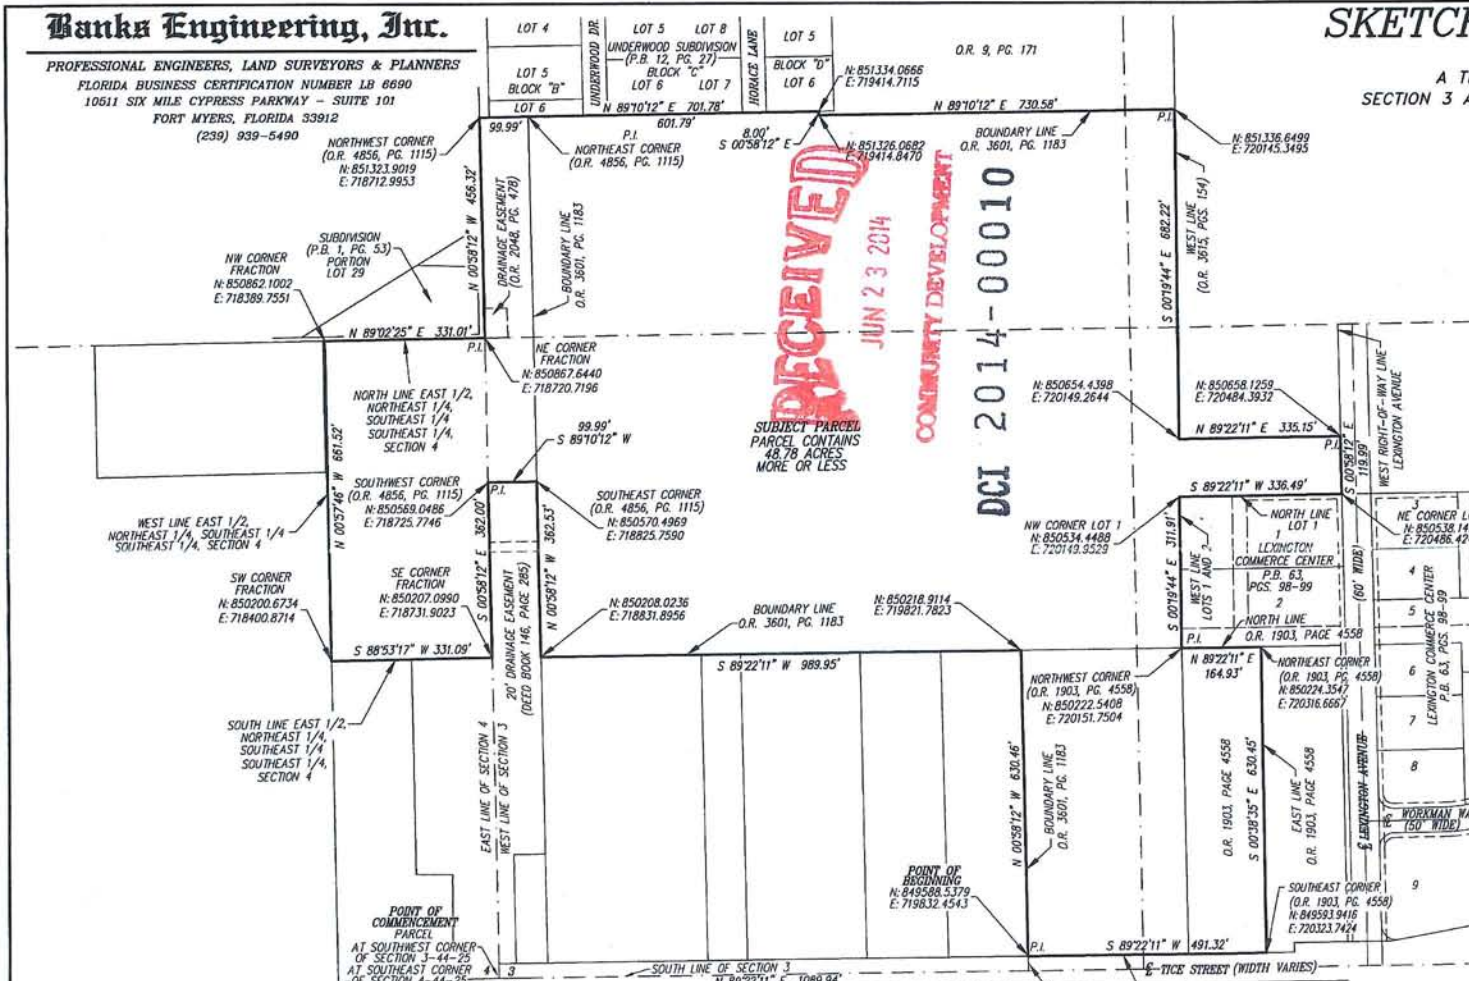 Banks Engineering, Inc.
PROFESSIONAL ENGINEERS, LAND SURVEYORS & PLANNERS
FLORIDA BUSINESS CERTIFICATION NUMBER LB 6690
10511 SIX MILE CYPRESS PARKWAY - SUITE 101
FORT MYERS, FLORIDA 33912
(239) 939-5490
SKETCH
A T
SECTION 3 A
LOT 4
LOT 5
BLOCK "B"
LOT 6
UNDERWOOD DR.
LOT 5 LOT 8
UNDERWOOD SUBDIVISION
(P.B. 12, PG. 27)
BLOCK "C"
LOT 6 LOT 7
HORACE LANE
LOT 5
BLOCK "D"
LOT 6
O.R. 9, PG. 171
N: 851334.0666
E: 719414.7115
N 89°10'12" E 701.78'
99.99'
601.79'
P.I.
8.00'
S 00°58'12" E
N 89°10'12" E 730.58'
P.I.
NORTHWEST CORNER
(O.R. 4856, PG. 1115)
N: 851323.9019
E: 718712.9953
NORTHEAST CORNER
(O.R. 4856, PG. 1115)
N: 851326.0682
E: 719414.8470
BOUNDARY LINE
O.R. 3601, PG. 1183
N: 851336.6499
E: 720145.3495
N 00°58'12" W 456.32'
DRAINAGE EASEMENT
(O.R. 2048, PG. 478)
BOUNDARY LINE
O.R. 3601, PG. 1183
SUBDIVISION
(P.B. 1, PG. 53)
PORTION
LOT 29
NW CORNER
FRACTION
N: 850862.1002
E: 718389.7551
N 89°02'25" E 331.01'
P.I.
NE CORNER
FRACTION
N: 850867.6440
E: 718720.7196
RECEIVED
JUN 23 2014
COMMUNITY DEVELOPMENT
DCI 2014-00010
S 00°19'44" E 682.22'
WEST LINE
(O.R. 3615, PGS. 154)
NORTH LINE EAST 1/2,
NORTHEAST 1/4,
SOUTHEAST 1/4
SOUTHEAST 1/4,
SECTION 4
N 00°57'46" W 661.52'
99.99'
S 89°10'12" W
SUBJECT PARCEL
PARCEL CONTAINS
48.78 ACRES
MORE OR LESS
N: 850654.4398
E: 720149.2644
N: 850658.1259
E: 720484.3932
N 89°22'11" E 335.15'
P.I.
S 00°58'12" E
119.99'
WEST RIGHT-OF-WAY LINE
LEXINGTON AVENUE
SOUTHWEST CORNER
(O.R. 4856, PG. 1115)
N: 850569.0486
E: 718725.7746
P.I.
SOUTHEAST CORNER
(O.R. 4856, PG. 1115)
N: 850570.4969
E: 718825.7590
S 89°22'11" W 336.49'
WEST LINE EAST 1/2,
NORTHEAST 1/4, SOUTHEAST 1/4
SOUTHEAST 1/4, SECTION 4
S 00°58'12" E 362.00'
20' DRAINAGE EASEMENT
(DEED BOOK 146, PAGE 285)
N 00°58'12" W 362.53'
NW CORNER LOT 1
N: 850534.4488
E: 720149.9529
S 00°19'44" E 311.91'
WEST LINE
LOTS 1 AND 2
NORTH LINE
LOT 1
1
LEXINGTON
COMMERCE CENTER
P.B. 63,
PGS. 98-99
2
NORTH LINE
O.R. 1903, PAGE 4558
(60' WIDE)
3
NE CORNER LO
N: 850538.14
E: 720486.42
4
5
6
7
8
9
LEXINGTON COMMERCE CENTER
P.B. 63, PGS. 98-99
SW CORNER
FRACTION
N: 850200.6734
E: 718400.8714
SE CORNER
FRACTION
N: 850207.0990
E: 718731.9023
N: 850208.0236
E: 718831.8956
BOUNDARY LINE
O.R. 3601, PG. 1183
N: 850218.9114
E: 719821.7823
S 88°53'17" W 331.09'
S 89°22'11" W 989.95'
P.I.
N 89°22'11" E
164.93'
NORTHWEST CORNER
(O.R. 1903, PG. 4558)
N: 850222.5408
E: 720151.7504
NORTHEAST CORNER
(O.R. 1903, PG. 4558)
N: 850224.3547
E: 720316.6667
SOUTH LINE EAST 1/2,
NORTHEAST 1/4,
SOUTHEAST 1/4
SOUTHEAST 1/4,
SECTION 4
EAST LINE OF SECTION 4
WEST LINE OF SECTION 3
N 00°58'12" W 630.46'
BOUNDARY LINE
O.R. 3601, PG. 1183
O.R. 1903, PAGE 4558
S 00°38'35" E 630.45'
EAST LINE
O.R. 1903, PAGE 4558
℄ LEXINGTON AVENUE
WORKMAN WA
(50' WIDE)
POINT OF
BEGINNING
N: 849588.5379
E: 719832.4543
SOUTHEAST CORNER
(O.R. 1903, PG. 4558)
N: 849593.9416
E: 720323.7424
POINT OF
COMMENCEMENT
PARCEL
AT SOUTHWEST CORNER
OF SECTION 3-44-25
AT SOUTHEAST CORNER
OF SECTION 4-44-25
4 3
P.I.
S 89°22'11" W 491.32'
SOUTH LINE OF SECTION 3
N 89°22'11" E 1089.94'
℄ TICE STREET (WIDTH VARIES)